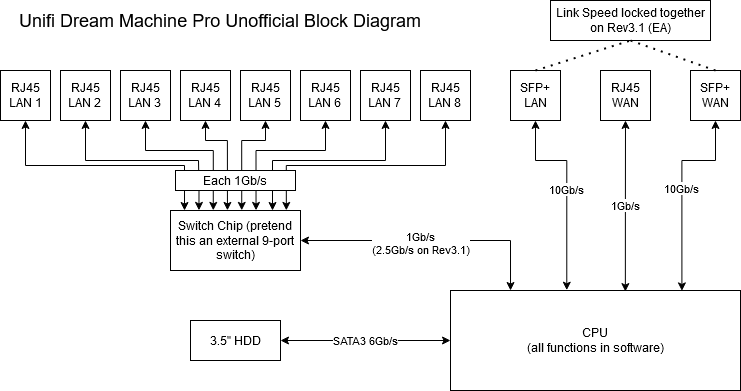 Unifi Dream Machine Pro Unofficial Block Diagram
Link Speed locked together
on Rev3.1 (EA)
RJ45
LAN 1
RJ45
LAN 2
RJ45
LAN 3
RJ45
LAN 4
RJ45
LAN 5
RJ45
LAN 6
RJ45
LAN 7
RJ45
LAN 8
SFP+
LAN
RJ45
WAN
SFP+
WAN
Each 1Gb/s
10Gb/s
1Gb/s
10Gb/s
Switch Chip (pretend
this an external 9-port
switch)
1Gb/s
(2.5Gb/s on Rev3.1)
3.5" HDD
SATA3 6Gb/s
CPU
(all functions in software)